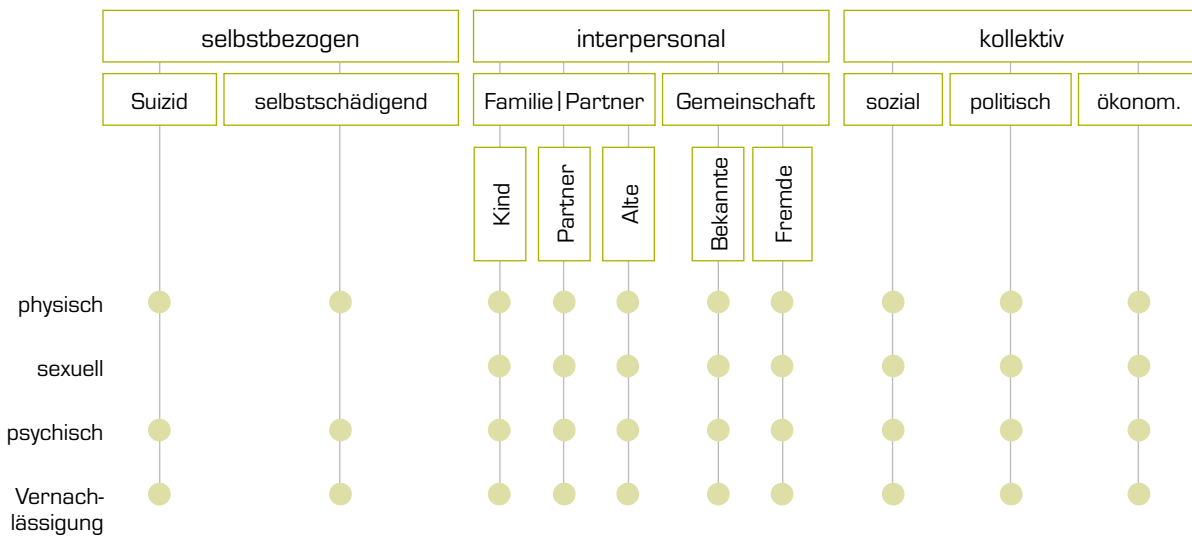 selbstbezogen
interpersonal
kollektiv
Suizid
selbstschädigend
Familie|Partner
Gemeinschaft
sozial
politisch
ökonom.
Kind
Partner
Alte
Bekannte
Fremde
physisch
sexuell
psychisch
Vernach-
lässigung